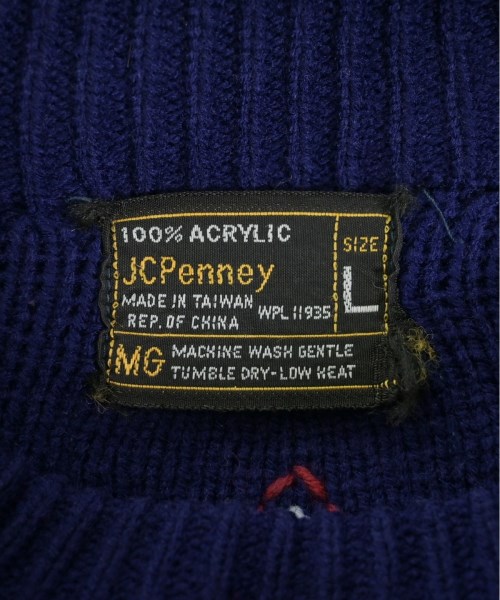 100% ACRYLIC
JCPenney
MADE IN TAIWAN
REP. OF CHINA
WPL 11935
SIZE
L
MG
MACHINE WASH GENTLE
TUMBLE DRY-LOW HEAT